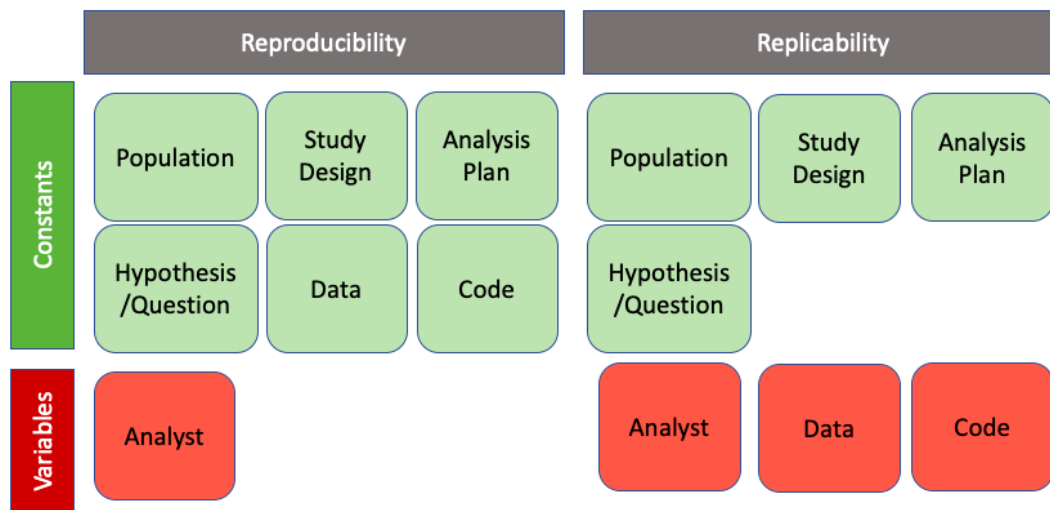 Reproducibility
Replicability
Constants
Population
Study
Design
Analysis
Plan
Population
Study
Design
Analysis
Plan
Hypothesis
/Question
Data
Code
Hypothesis
/Question
Variables
Analyst
Analyst
Data
Code